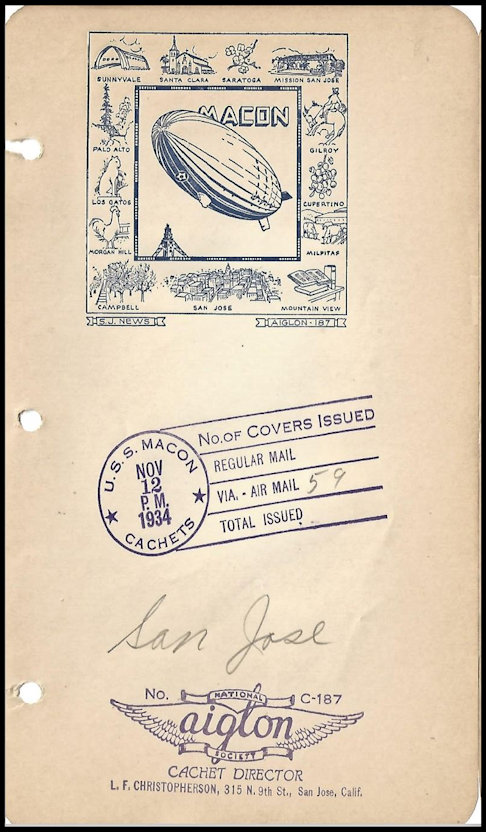 SUNNYVALE SANTA CLARA SARATOGA MISSION SAN JOSE
MACON
PALO ALTO GILROY
LOS GATOS CUPERTINO
MORGAN HILL MILPITAS
CAMPBELL SAN JOSE MOUNTAIN VIEW
S.J. NEWS AIGLON-187
U.S.S. MACON
NOV
12
P.M.
1934
CACHETS
No. OF COVERS ISSUED
REGULAR MAIL
VIA. - AIR MAIL 59
TOTAL ISSUED
San Jose
No. NATIONAL C-187
aiglon
SOCIETY
CACHET DIRECTOR
L. F. CHRISTOPHERSON, 315 N. 9th St., San Jose, Calif.